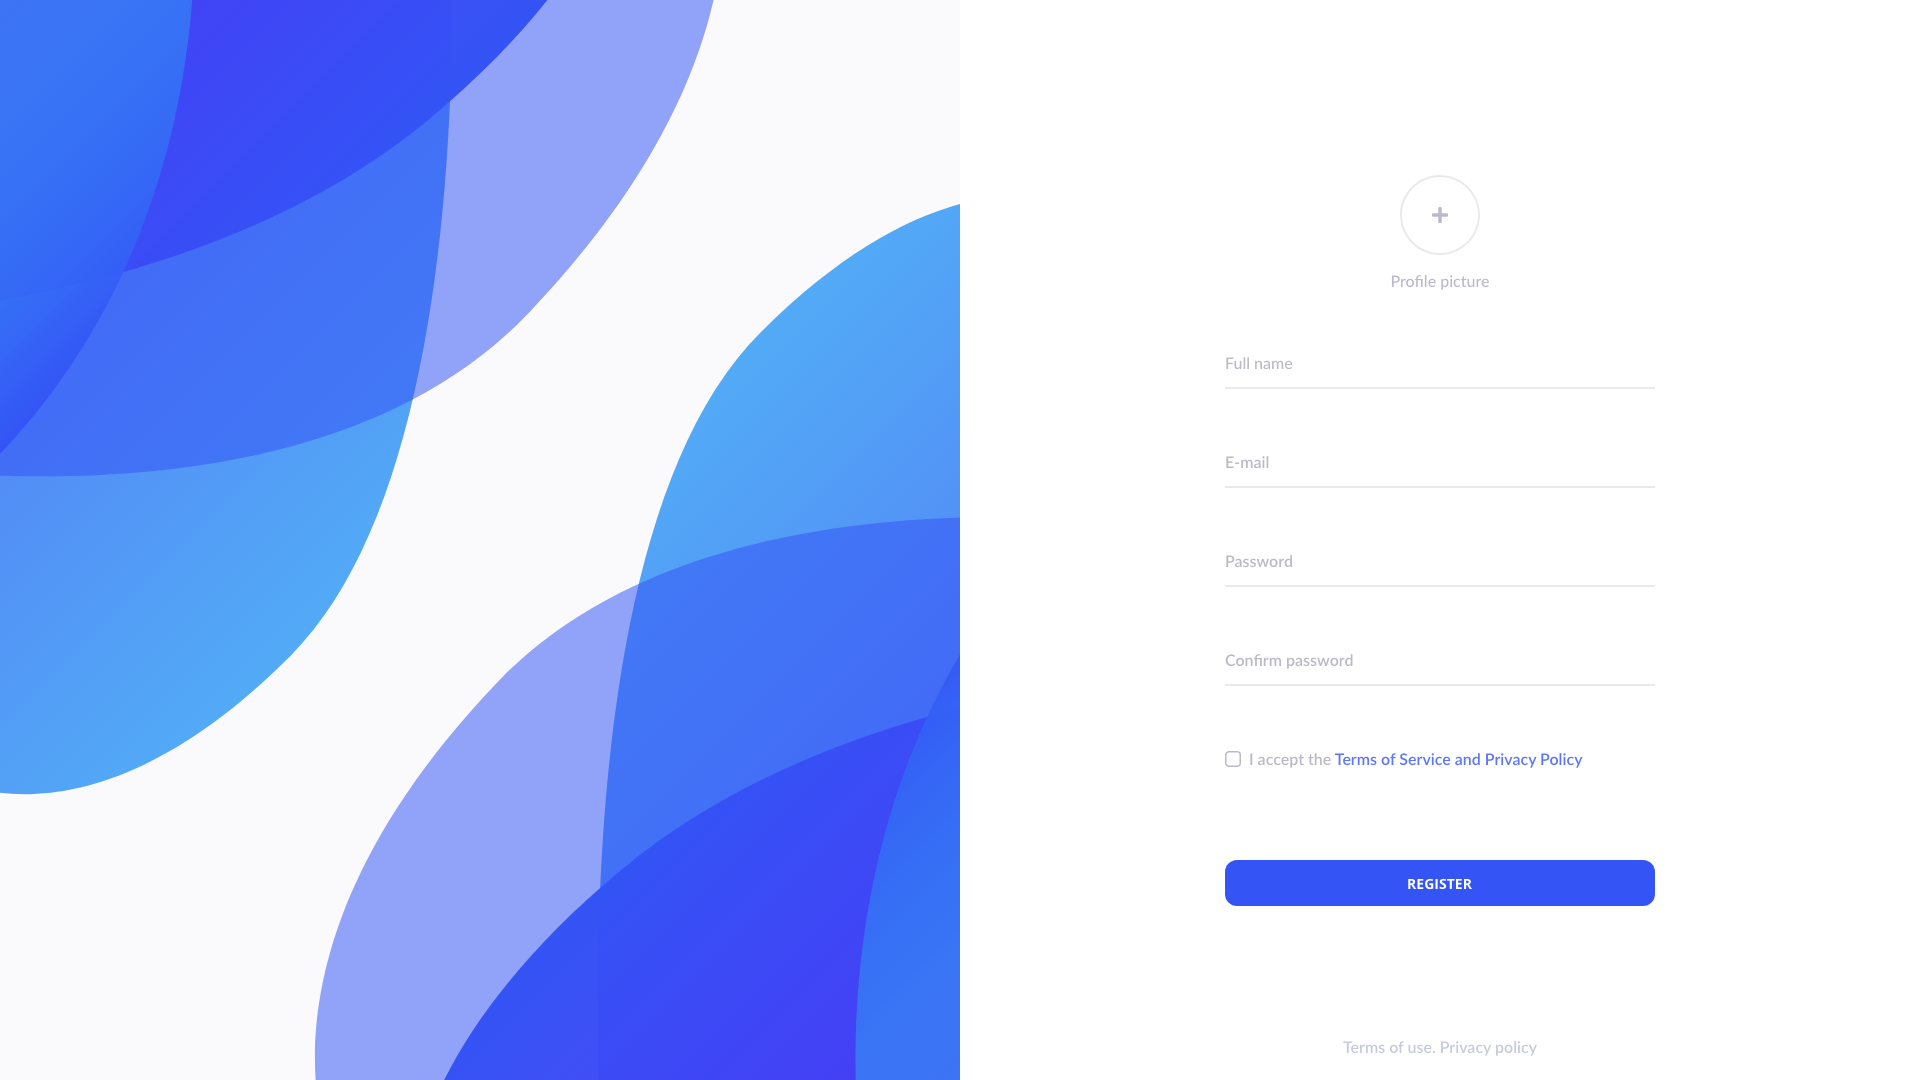 Profile picture
Full name
E-mail
Password
Confirm password
I accept the Terms of Service and Privacy Policy
REGISTER
Terms of use. Privacy policy